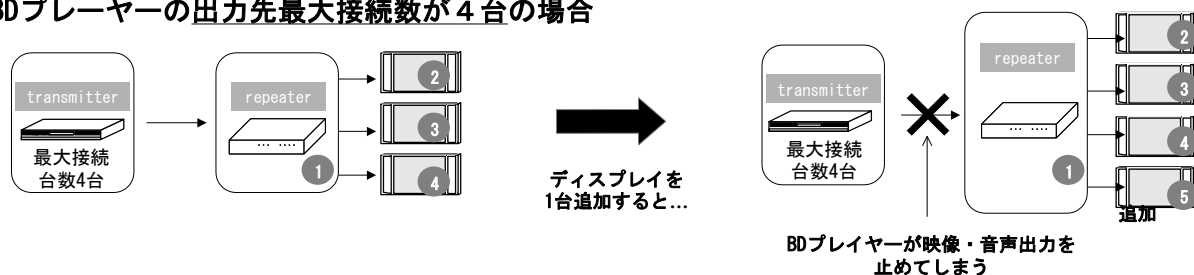 BDプレーヤーの出力先最大接続数が４台の場合
transmitter
最大接続
台数4台
repeater
1
2
3
4
ディスプレイを
1台追加すると…
transmitter
最大接続
台数4台
repeater
1
2
3
4
5
追加
BDプレイヤーが映像・音声出力を
止めてしまう